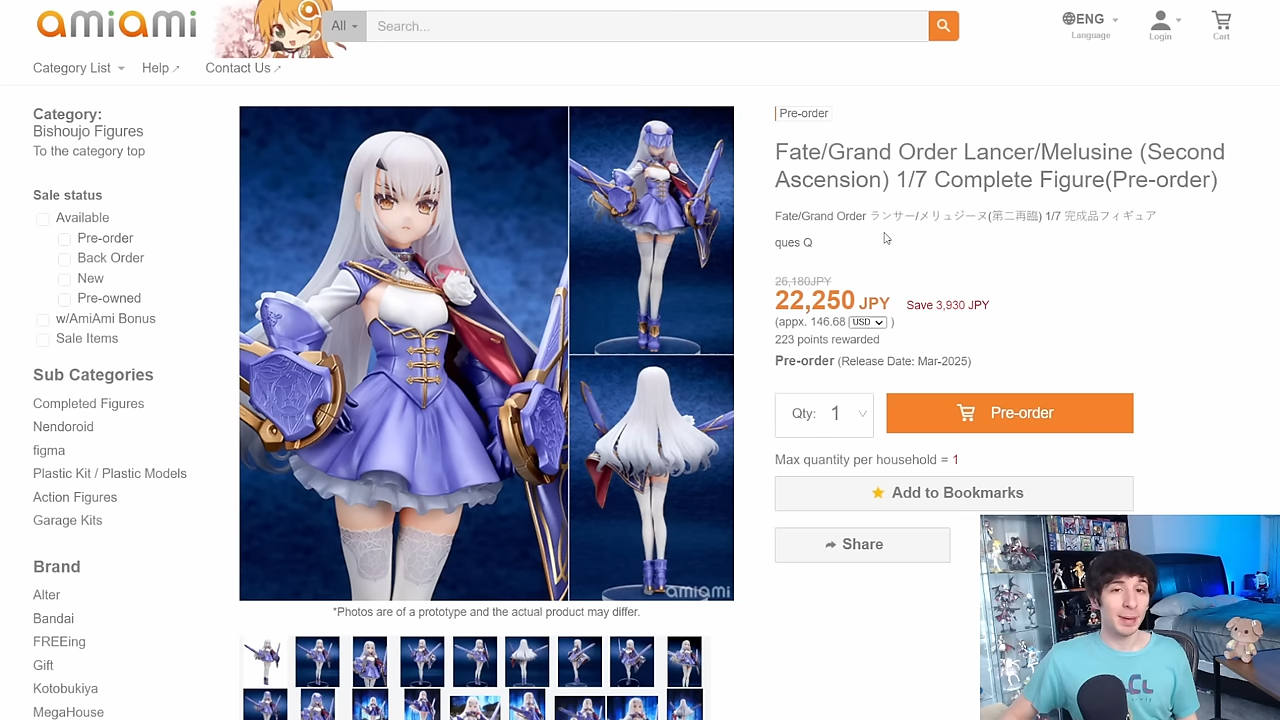 amiami
All
Search...
ENG
Language
Login
Cart
Category List
Help
Contact Us
Category:
Bishoujo Figures
To the category top
Sale status
Available
Pre-order
Back Order
New
Pre-owned
w/AmiAmi Bonus
Sale Items
Sub Categories
Completed Figures
Nendoroid
figma
Plastic Kit / Plastic Models
Action Figures
Garage Kits
Brand
Alter
Bandai
FREEing
Gift
Kotobukiya
MegaHouse
amiami
*Photos are of a prototype and the actual product may differ.
Pre-order
Fate/Grand Order Lancer/Melusine (Second
Ascension) 1/7 Complete Figure(Pre-order)
Fate/Grand Order ランサー/メリュジーヌ(第二再臨) 1/7 完成品フィギュア
ques Q
26,180JPY
22,250 JPY Save 3,930 JPY
(appx. 146.68 USD )
223 points rewarded
Pre-order (Release Date: Mar-2025)
Qty: 1
Pre-order
Max quantity per household = 1
Add to Bookmarks
Share